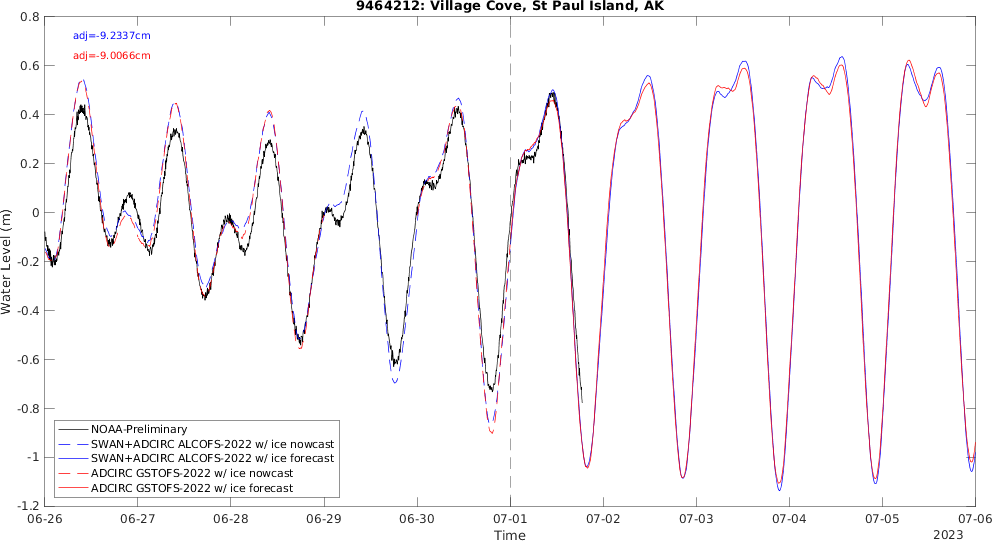 9464212: Village Cove, St Paul Island, AK
adj=-9.2337cm
adj=-9.0066cm
0.8
0.6
0.4
0.2
0
-0.2
-0.4
-0.6
-0.8
-1
-1.2
Water Level (m)
NOAA-Preliminary
SWAN+ADCIRC ALCOFS-2022 w/ ice nowcast
SWAN+ADCIRC ALCOFS-2022 w/ ice forecast
ADCIRC GSTOFS-2022 w/ ice nowcast
ADCIRC GSTOFS-2022 w/ ice forecast
06-26 06-27 06-28 06-29 06-30 07-01 07-02 07-03 07-04 07-05 07-06
Time
2023